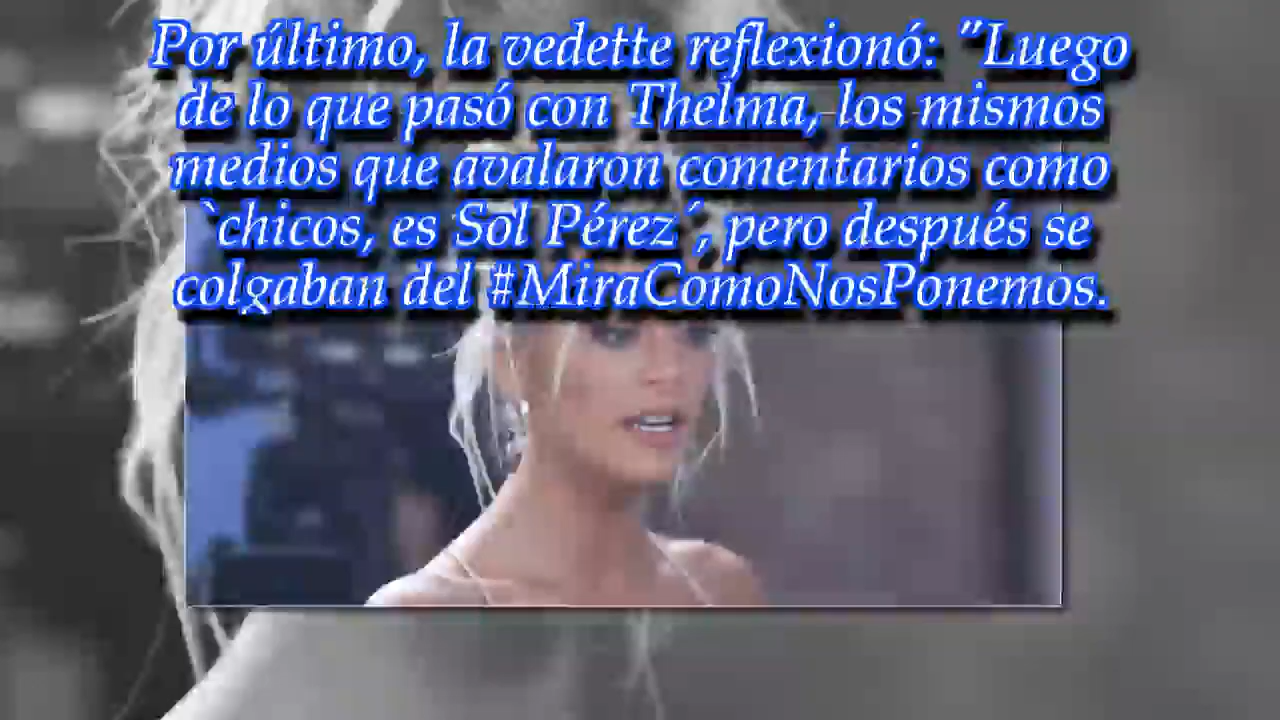 Por último, la vedette reflexionó: "Luego
de lo que pasó con Thelma, los mismos
medios que avalaron comentarios como
`chicos, es Sol Pérez´, pero después se
colgaban del #MiraComoNosPonemos.